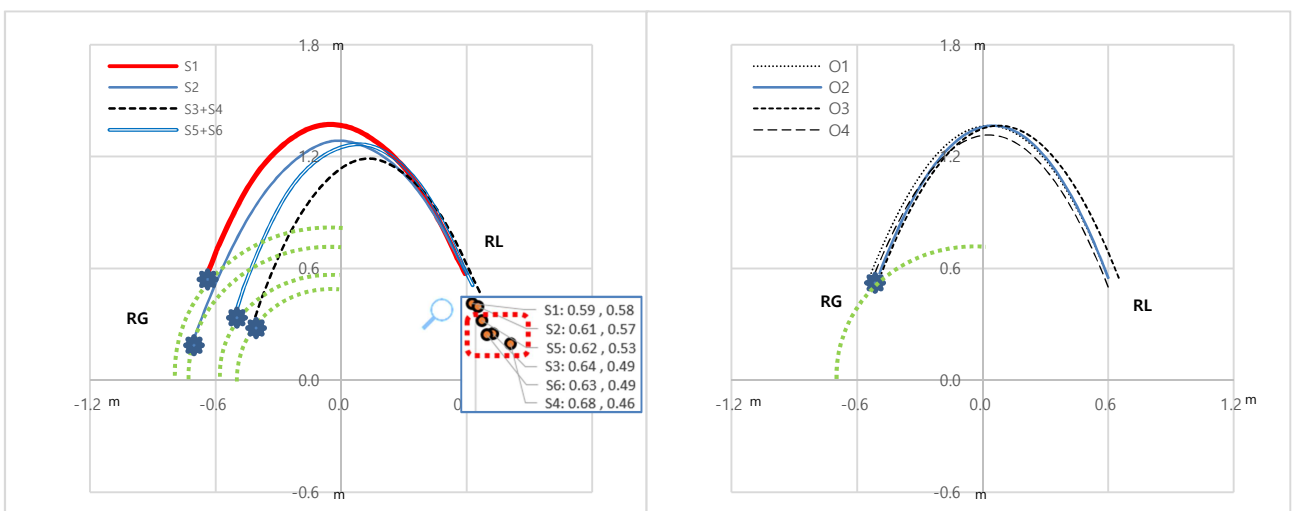 1.8 m
S1
S2
S3+S4
S5+S6
1.2
RL
0.6
RG
S1: 0.59 , 0.58
S2: 0.61 , 0.57
S5: 0.62 , 0.53
S3: 0.64 , 0.49
S6: 0.63 , 0.49
S4: 0.68 , 0.46
0.0
-1.2 m -0.6 0.0 0
-0.6 m
1.8 m
O1
O2
O3
O4
1.2
0.6
RG RL
0.0
-1.2 m -0.6 0.0 0.6 1.2 m
-0.6 m